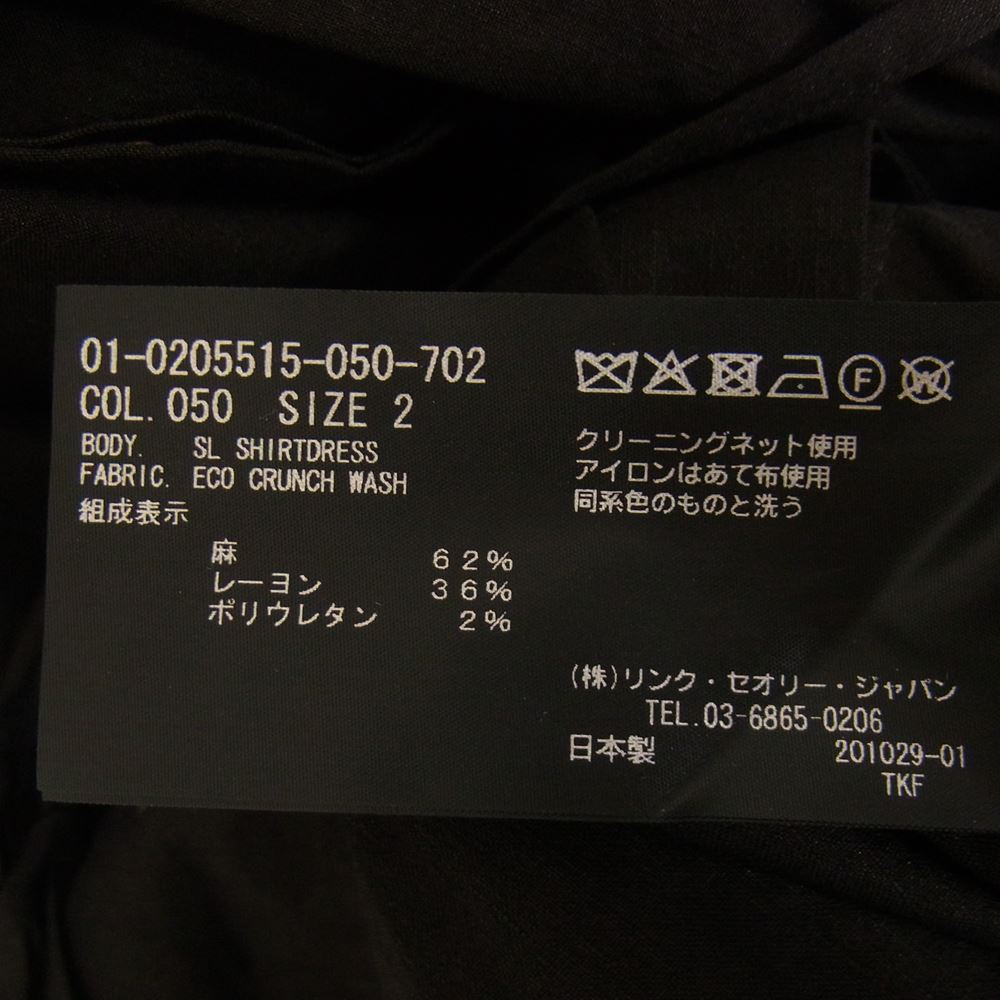 01-0205515-050-702
COL. 050 SIZE 2
BODY. SL SHIRTDRESS
FABRIC. ECO CRUNCH WASH
組成表示
麻 62%
レーヨン 36%
ポリウレタン 2%
F W
クリーニングネット使用
アイロンはあて布使用
同系色のものと洗う
(株)リンク・セオリー・ジャパン
TEL.03-6865-0206
日本製 201029-01
TKF